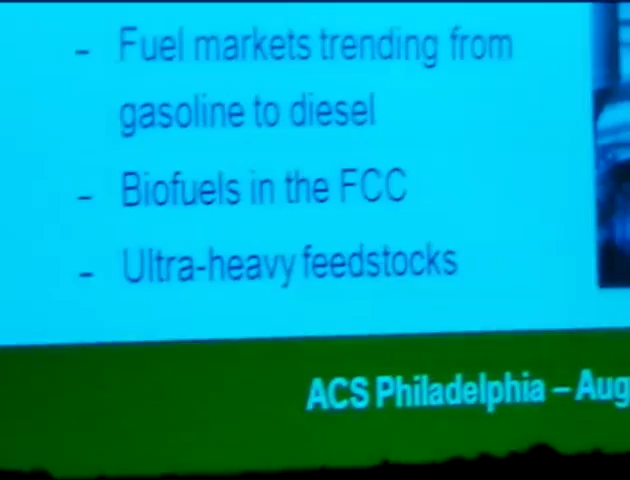 – Fuel markets trending from
gasoline to diesel
– Biofuels in the FCC
– Ultra-heavy feedstocks
ACS Philadelphia – Aug